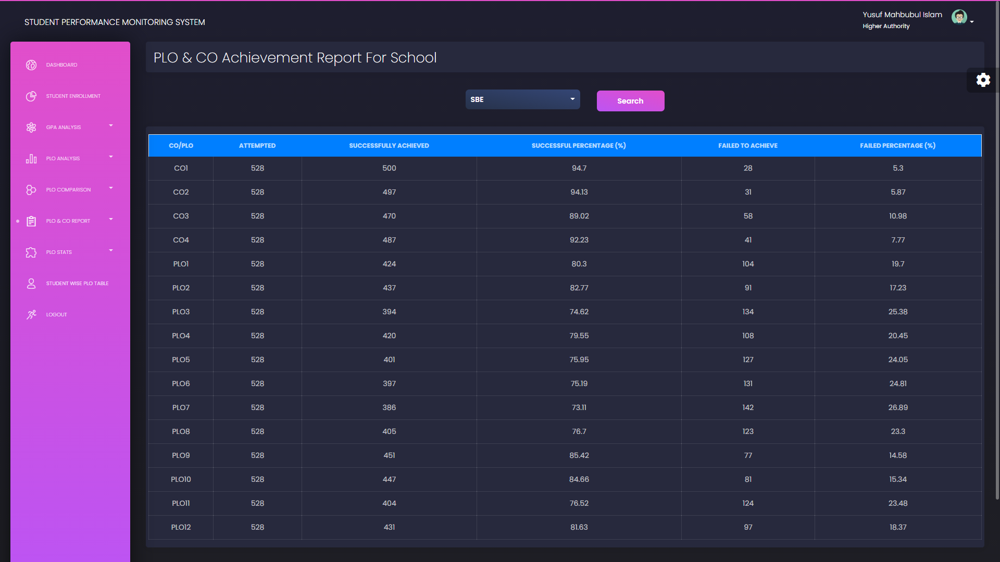 STUDENT PERFORMANCE MONITORING SYSTEM
Yusuf Mahbubul Islam
Higher Authority
DASHBOARD
STUDENT ENROLLMENT
GPA ANALYSIS
PLO ANALYSIS
PLO COMPARISON
PLO & CO REPORT
PLO STATS
STUDENT WISE PLO TABLE
LOGOUT
PLO & CO Achievement Report For School
SBE
Search
CO/PLO ATTEMPTED SUCCESSFULLY ACHIEVED SUCCESSFUL PERCENTAGE (%) FAILED TO ACHIEVE FAILED PERCENTAGE (%)
CO1 528 500 94.7 28 5.3
CO2 528 497 94.13 31 5.87
CO3 528 470 89.02 58 10.98
CO4 528 487 92.23 41 7.77
PLO1 528 424 80.3 104 19.7
PLO2 528 437 82.77 91 17.23
PLO3 528 394 74.62 134 25.38
PLO4 528 420 79.55 108 20.45
PLO5 528 401 75.95 127 24.05
PLO6 528 397 75.19 131 24.81
PLO7 528 386 73.11 142 26.89
PLO8 528 405 76.7 123 23.3
PLO9 528 451 85.42 77 14.58
PLO10 528 447 84.66 81 15.34
PLO11 528 404 76.52 124 23.48
PLO12 528 431 81.63 97 18.37